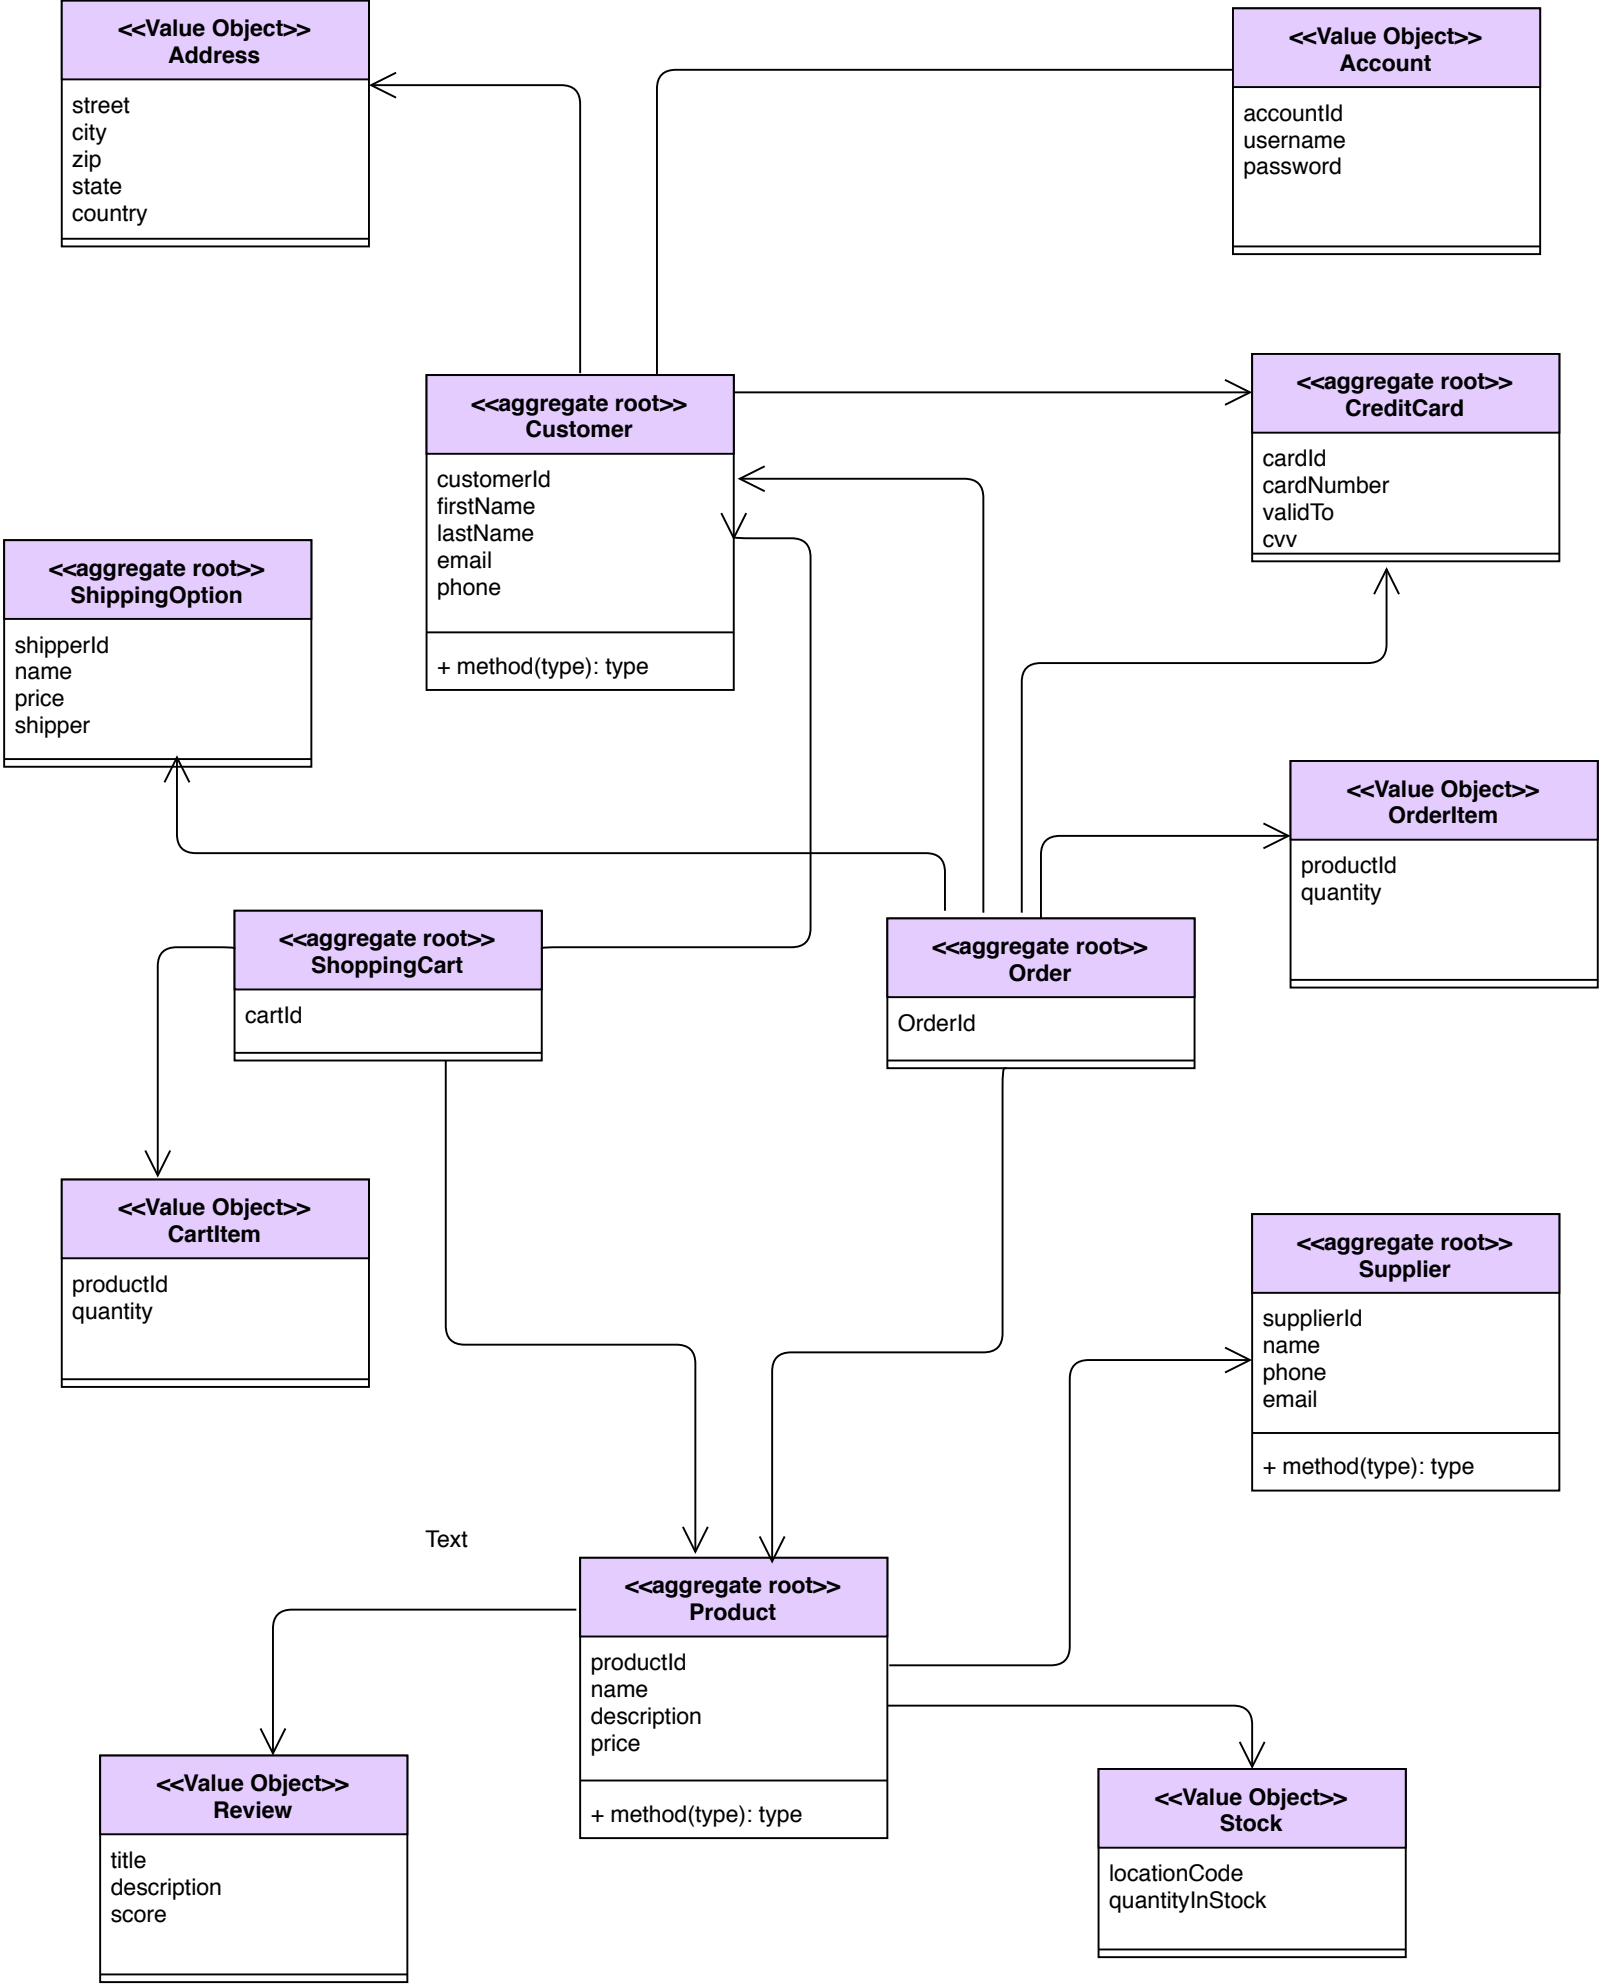 <<Value Object>>
Address
street
city
zip
state
country
<<Value Object>>
Account
accountId
username
password
<<aggregate root>>
Customer
customerId
firstName
lastName
email
phone
+ method(type): type
<<aggregate root>>
CreditCard
cardId
cardNumber
validTo
cvv
<<aggregate root>>
ShippingOption
shipperId
name
price
shipper
<<Value Object>>
OrderItem
productId
quantity
<<aggregate root>>
ShoppingCart
cartId
<<aggregate root>>
Order
OrderId
<<Value Object>>
CartItem
productId
quantity
<<aggregate root>>
Supplier
supplierId
name
phone
email
+ method(type): type
Text
<<aggregate root>>
Product
productId
name
description
price
+ method(type): type
<<Value Object>>
Review
title
description
score
<<Value Object>>
Stock
locationCode
quantityInStock